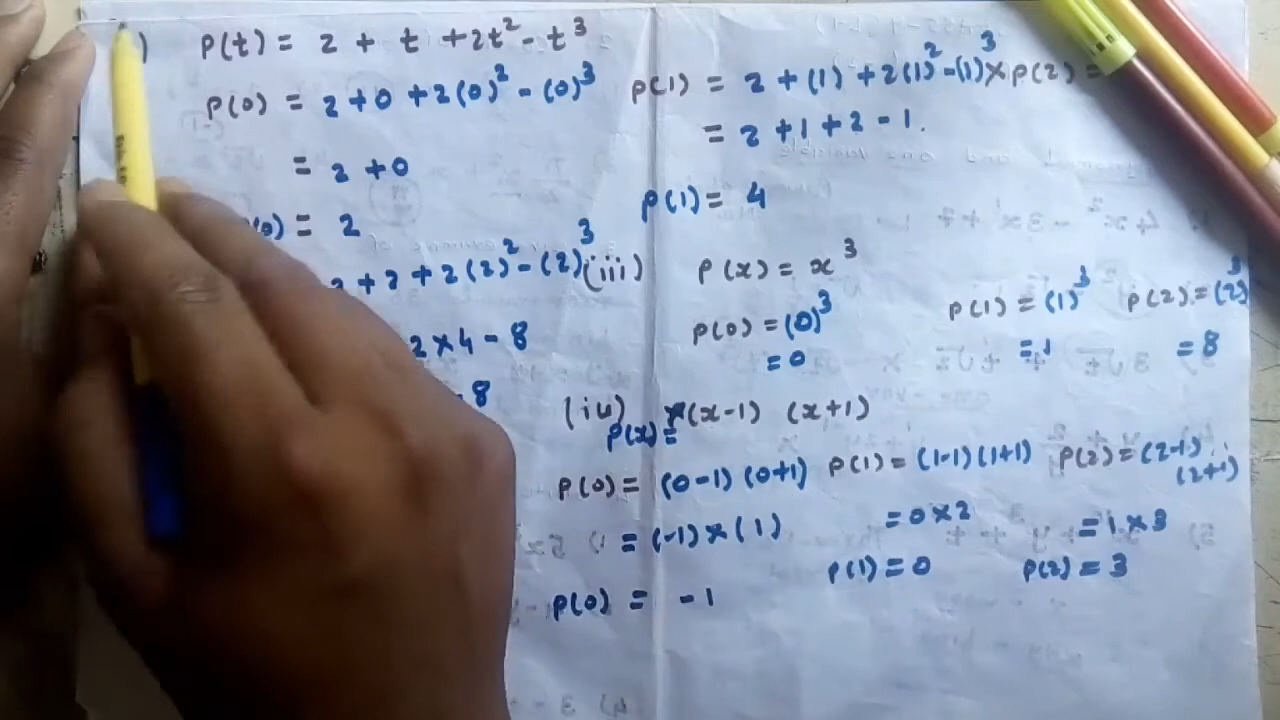 ) P(t) = 2 + t + 2t² - t³
P(0) = 2 + 0 + 2(0)² - (0)³
= 2 + 0
(0) = 2
+ 2 + 2(2)² - (2)³
2 × 4 - 8
- 8
P(1) = 2 + (1) + 2(1)² - (1)³ × P(2) =
= 2 + 1 + 2 - 1.
P(1) = 4
(iii) P(x) = x³
P(0) = (0)³
= 0
P(1) = (1)³
= 1
P(2) = (2)³
= 8
(iv) (x-1) (x+1)
P(x) =
P(0) = (0-1) (0+1)
= (-1) × (1)
P(0) = -1
P(1) = (1-1) (1+1)
= 0 × 2
P(1) = 0
P(2) = (2-1)
(2+1)
= 1 × 3
P(2) = 3